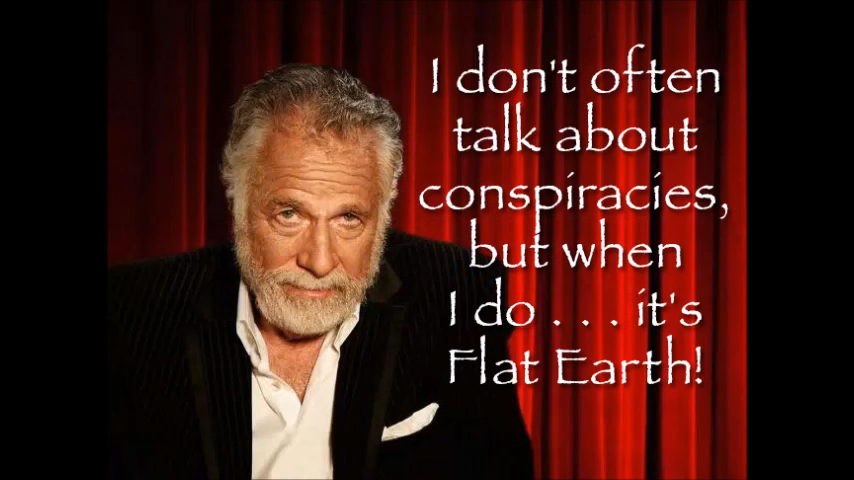 I don't often
talk about
conspiracies,
but when
I do . . . it's
Flat Earth!